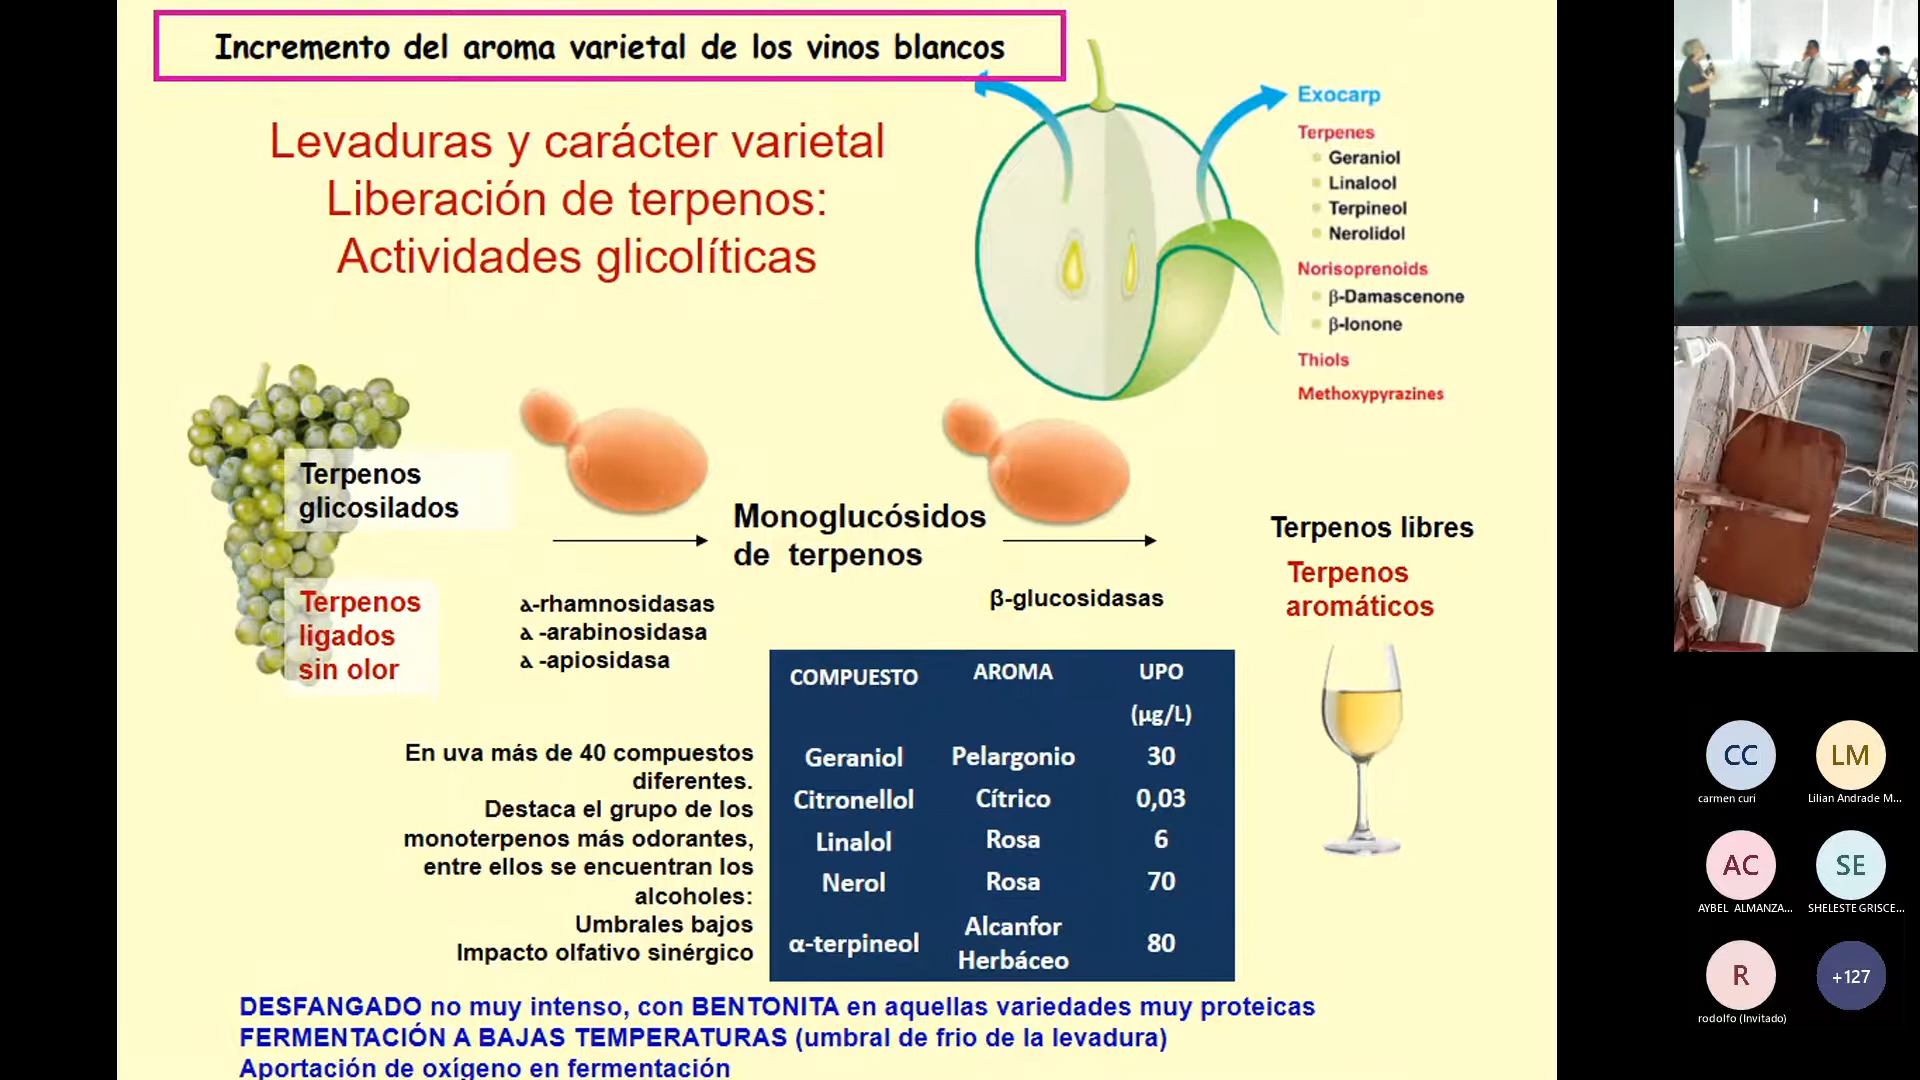 Incremento del aroma varietal de los vinos blancos
Levaduras y carácter varietal
Liberación de terpenos:
Actividades glicolíticas
Exocarp
Terpenes
Geraniol
Linalool
Terpineol
Nerolidol
Norisoprenoids
β-Damascenone
β-Ionone
Thiols
Methoxypyrazines
Terpenos
glicosilados
Terpenos
ligados
sin olor
Monoglucósidos
de terpenos
a-rhamnosidasas
a -arabinosidasa
a -apiosidasa
β-glucosidasas
Terpenos libres
Terpenos
aromáticos
En uva más de 40 compuestos
diferentes.
Destaca el grupo de los
monoterpenos más odorantes,
entre ellos se encuentran los
alcoholes:
Umbrales bajos
Impacto olfativo sinérgico
COMPUESTO AROMA UPO
(µg/L)
Geraniol Pelargonio 30
Citronellol Cítrico 0,03
Linalol Rosa 6
Nerol Rosa 70
α-terpineol Alcanfor Herbáceo 80
DESFANGADO no muy intenso, con BENTONITA en aquellas variedades muy proteicas
FERMENTACIÓN A BAJAS TEMPERATURAS (umbral de frio de la levadura)
Aportación de oxígeno en fermentación
CC
carmen curi
LM
Lilian Andrade M...
AC
AYBEL ALMANZA...
SE
SHELESTE GRISCE...
R
rodolfo (Invitado)
+127